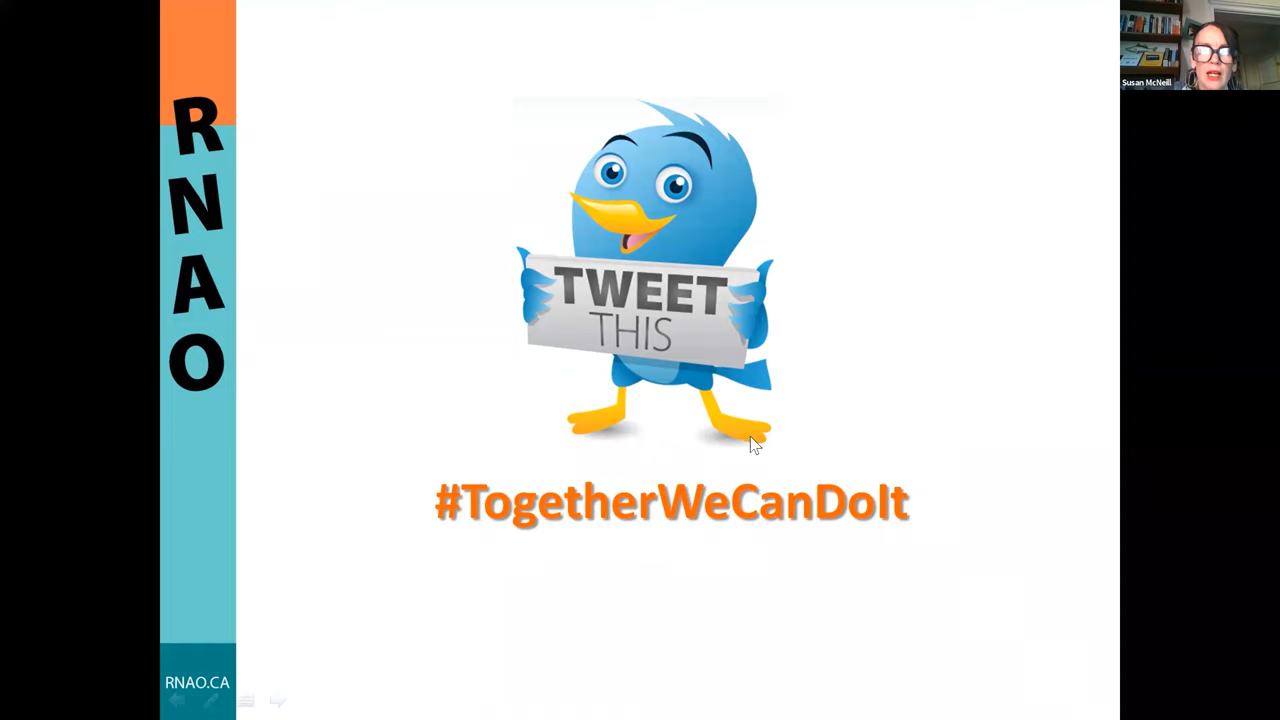 R
N
A
O
TWEET
THIS
#TogetherWeCanDoIt
RNAO.CA
Susan McNeill